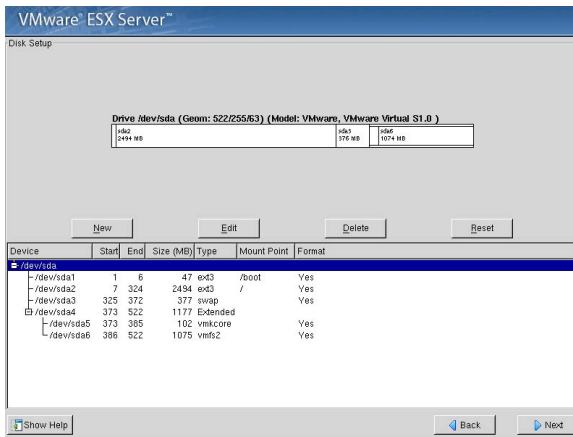 VMware® ESX Server™
Disk Setup
Drive /dev/sda (Geom: 522/255/63) (Model: VMware, VMware Virtual S1.0 )
sda2 sda3 sda6
2494 MB 376 MB 1074 MB
New Edit Delete Reset
Device Start End Size (MB) Type Mount Point Format
/dev/sda
/dev/sda1 1 6 47 ext3 /boot Yes
/dev/sda2 7 324 2494 ext3 / Yes
/dev/sda3 325 372 377 swap Yes
/dev/sda4 373 522 1177 Extended
/dev/sda5 373 385 102 vmkcore Yes
/dev/sda6 386 522 1075 vmfs2 Yes
Show Help Back Next